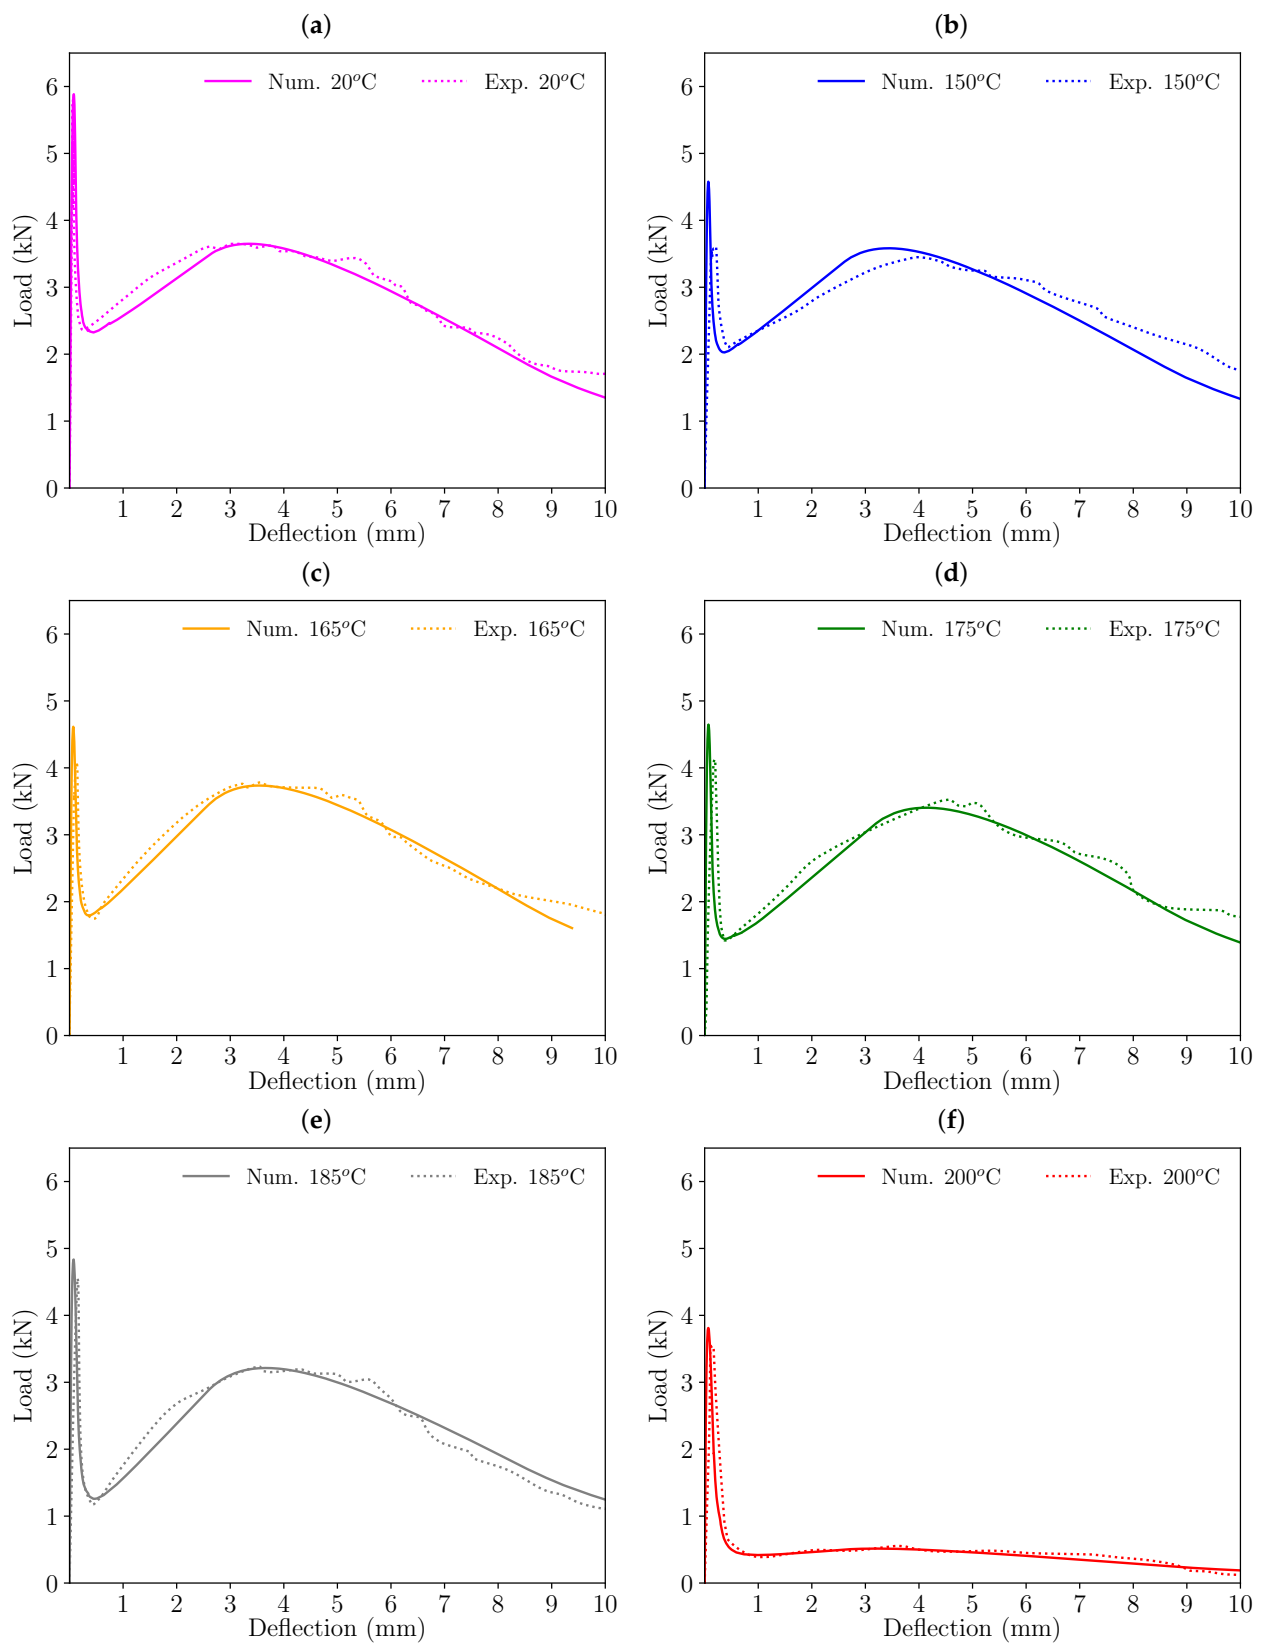 (a)
Num. 20°C Exp. 20°C
6
5
4
3
2
1
0
Load (kN)
1 2 3 4 5 6 7 8 9 10
Deflection (mm)
(b)
Num. 150°C Exp. 150°C
6
5
4
3
2
1
0
Load (kN)
1 2 3 4 5 6 7 8 9 10
Deflection (mm)
(c)
Num. 165°C Exp. 165°C
6
5
4
3
2
1
0
Load (kN)
1 2 3 4 5 6 7 8 9 10
Deflection (mm)
(d)
Num. 175°C Exp. 175°C
6
5
4
3
2
1
0
Load (kN)
1 2 3 4 5 6 7 8 9 10
Deflection (mm)
(e)
Num. 185°C Exp. 185°C
6
5
4
3
2
1
0
Load (kN)
1 2 3 4 5 6 7 8 9 10
Deflection (mm)
(f)
Num. 200°C Exp. 200°C
6
5
4
3
2
1
0
Load (kN)
1 2 3 4 5 6 7 8 9 10
Deflection (mm)